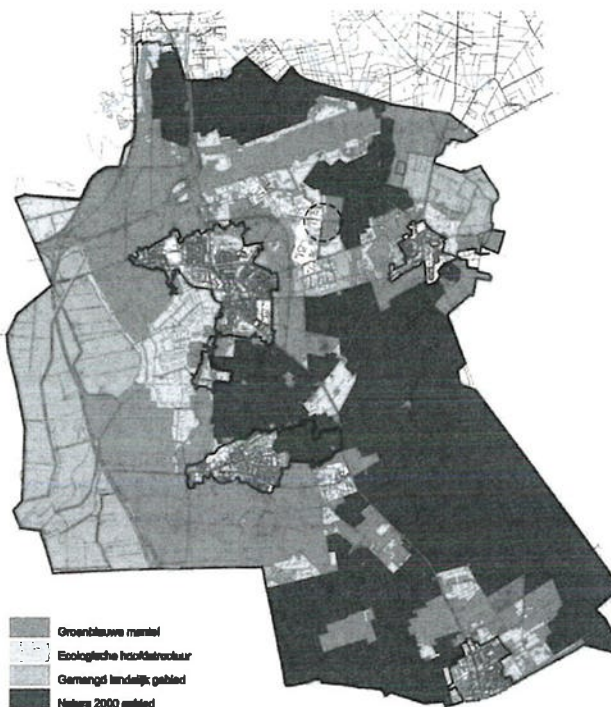 Groenblauwe mantel
Ecologische hoofdstructuur
Gemengd landelijk gebied
Natura 2000 gebied